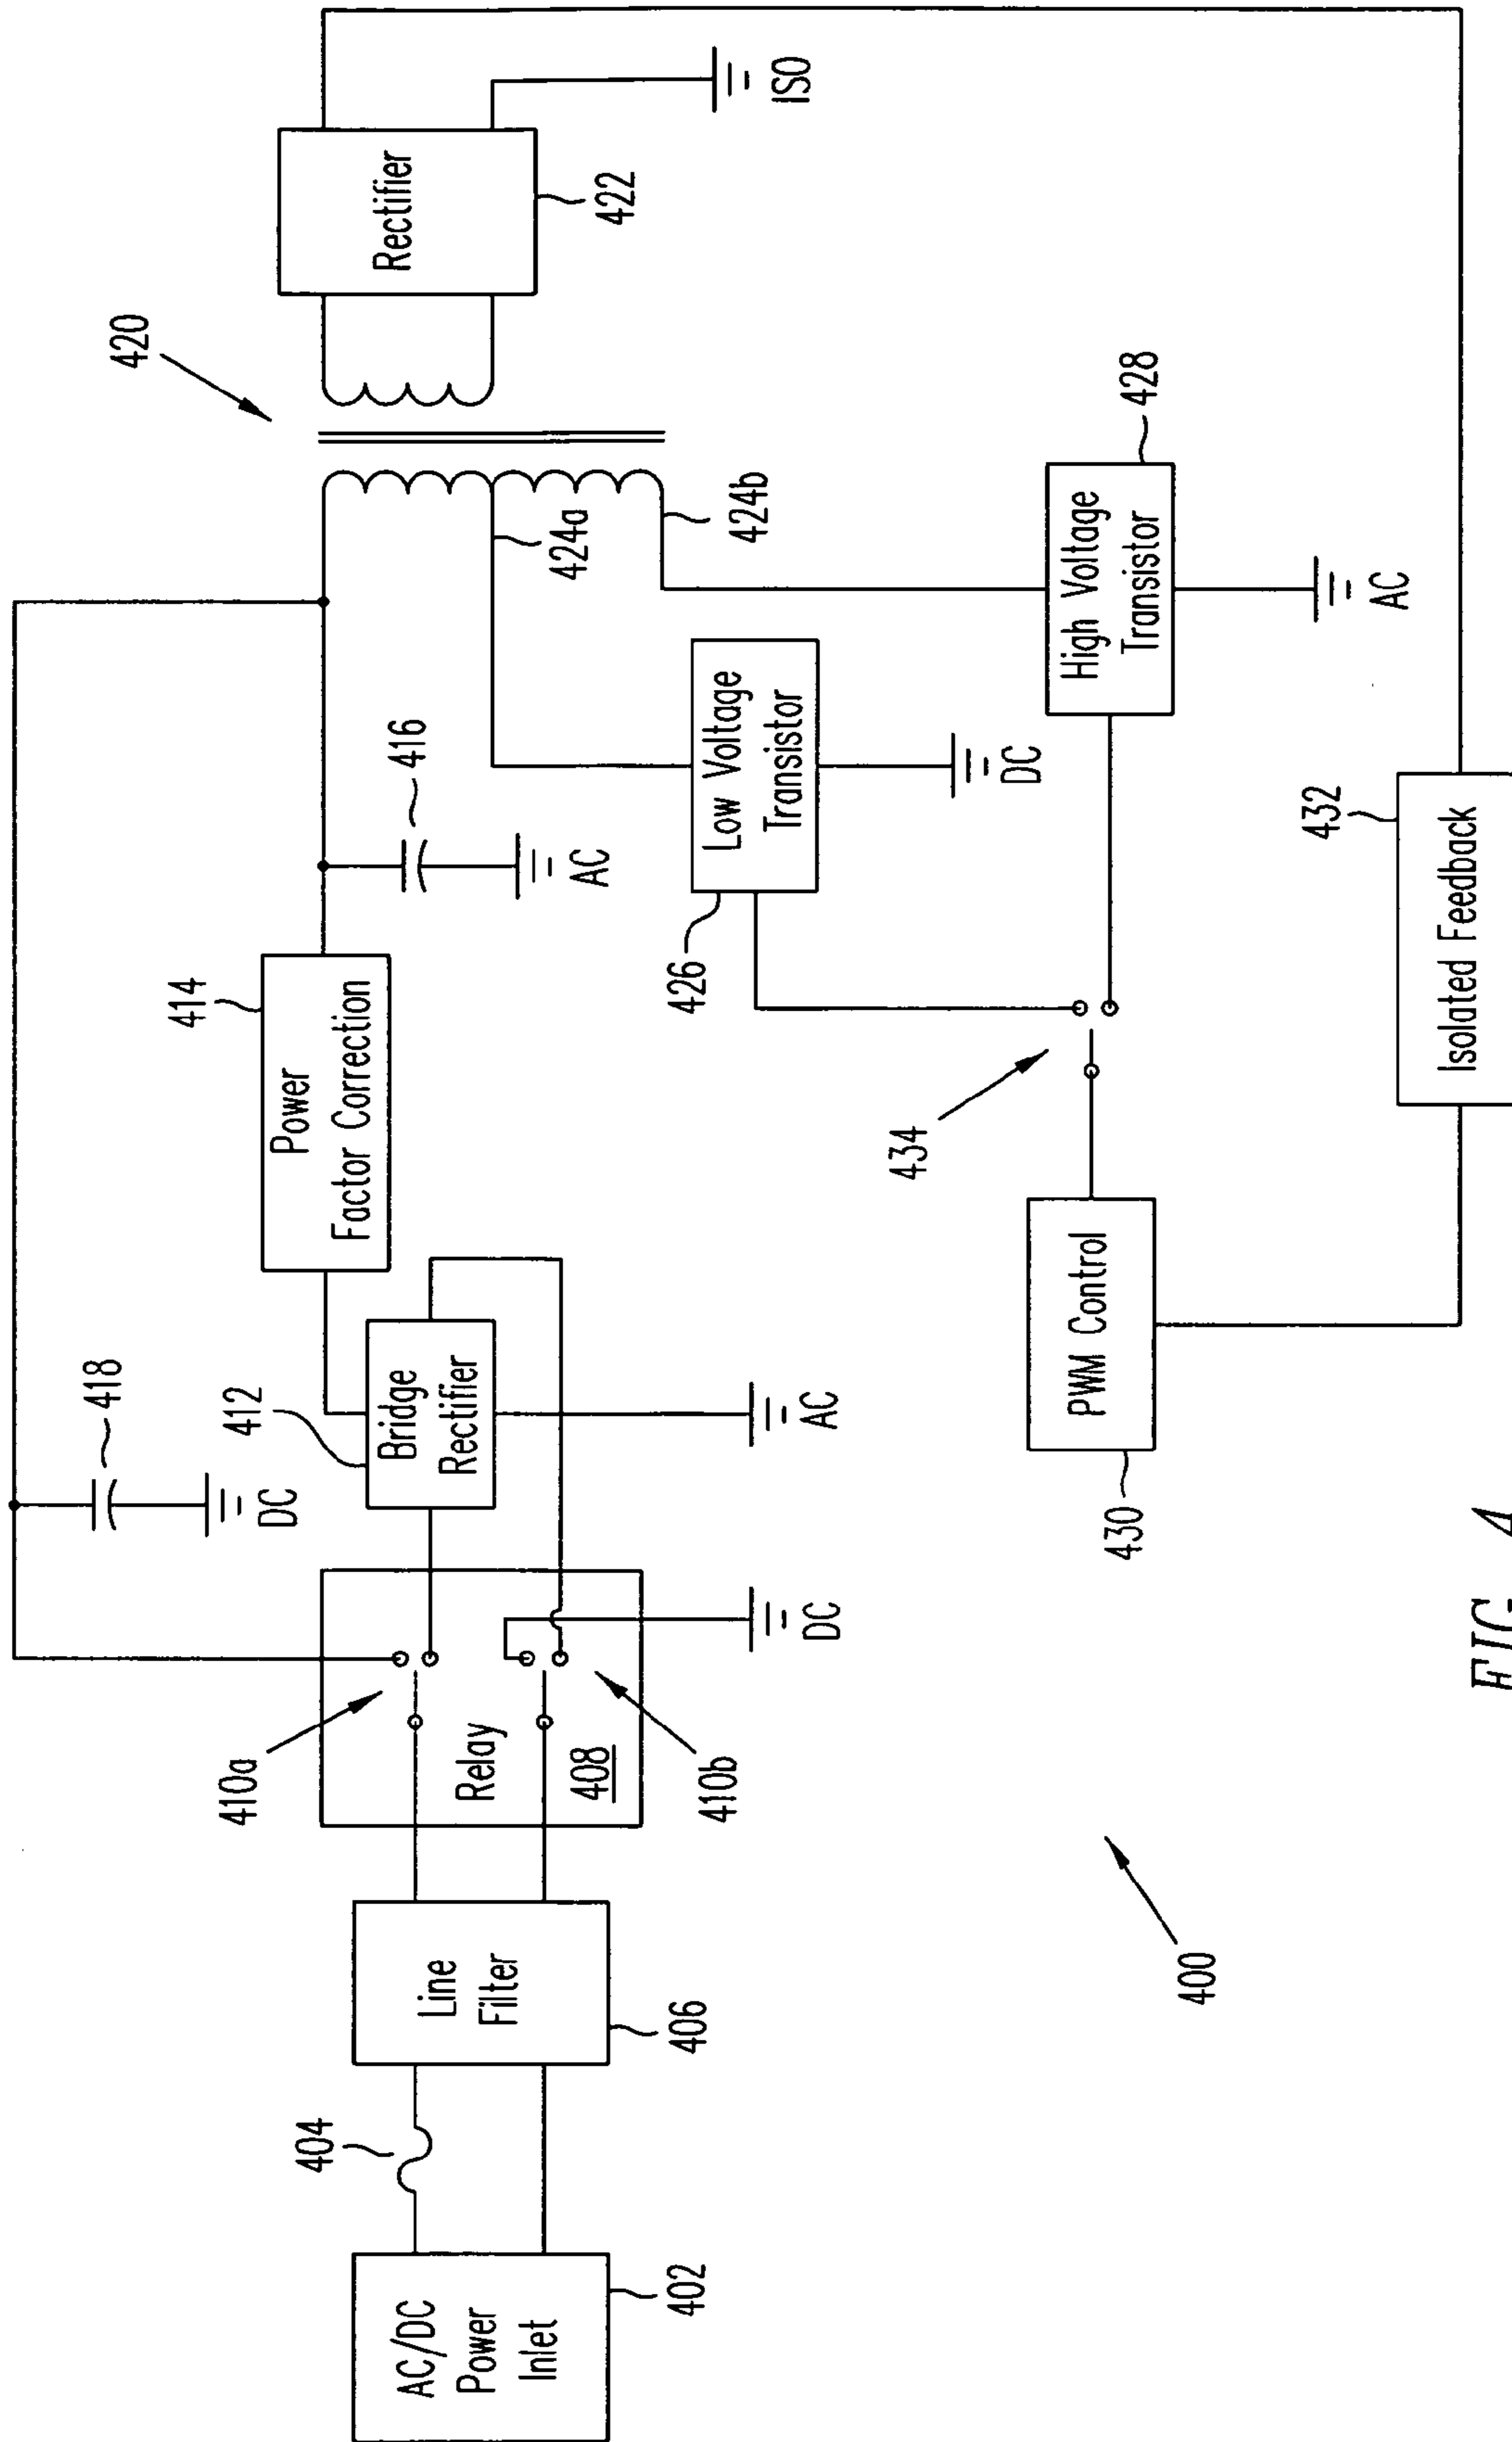 420
Rectifier
422
ISO
414
Power
Factor Correction
416
AC
424a
424b
418
DC
412
Bridge
Rectifier
AC
410a
Relay
408
410b
DC
404
Line
Filter
406
AC/DC
Power
Inlet
402
Low Voltage
Transistor
426
DC
High Voltage
Transistor
428
AC
434
PWM Control
430
432
Isolated Feedback
400
FIG. 4